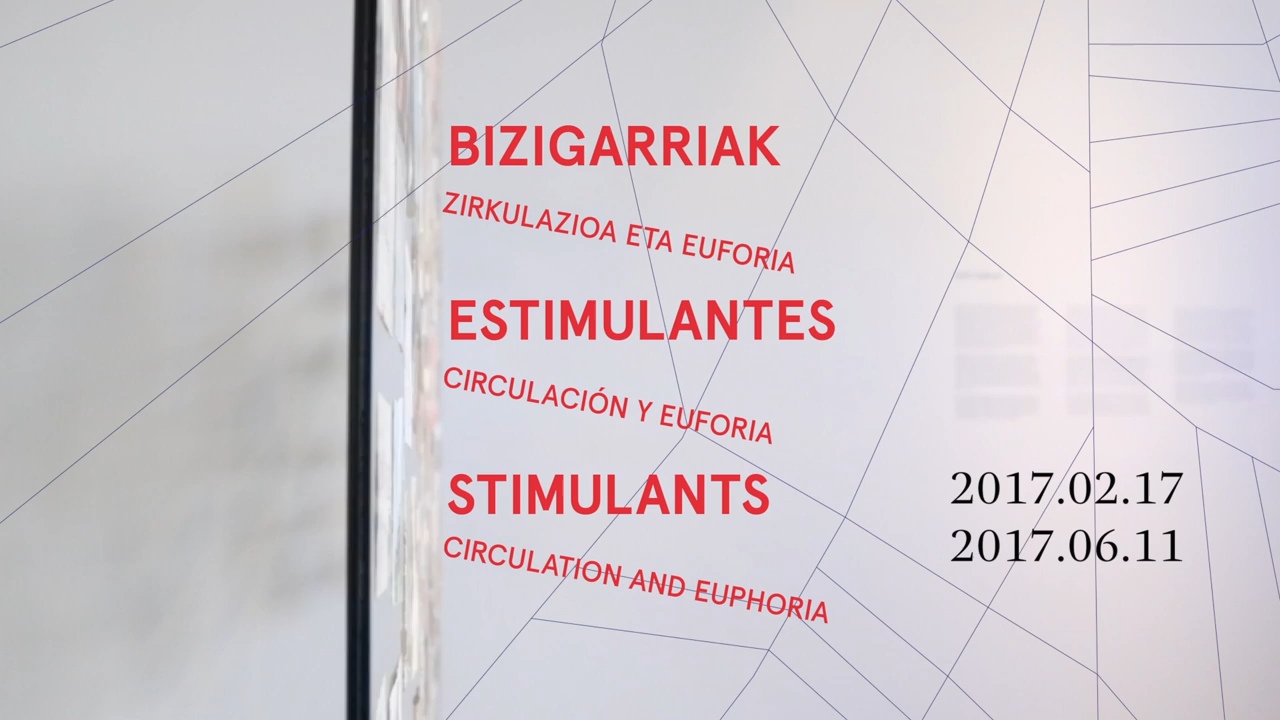 BIZIGARRIAK
ZIRKULAZIOA ETA EUFORIA
ESTIMULANTES
CIRCULACIÓN Y EUFORIA
STIMULANTS
CIRCULATION AND EUPHORIA
2017.02.17
2017.06.11